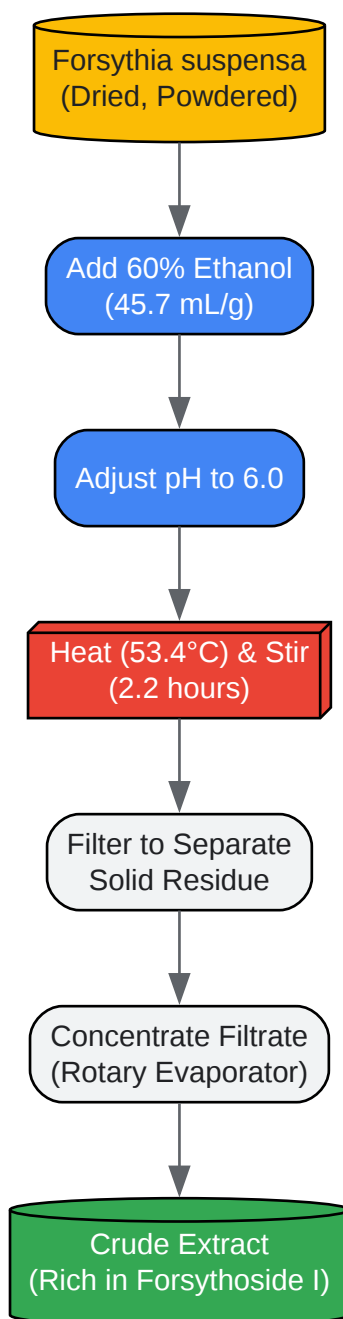 Forsythia suspensa
(Dried, Powdered)
Add 60% Ethanol
(45.7 mL/g)
Adjust pH to 6.0
Heat (53.4°C) & Stir
(2.2 hours)
Filter to Separate
Solid Residue
Concentrate Filtrate
(Rotary Evaporator)
Crude Extract
(Rich in Forsythoside I)